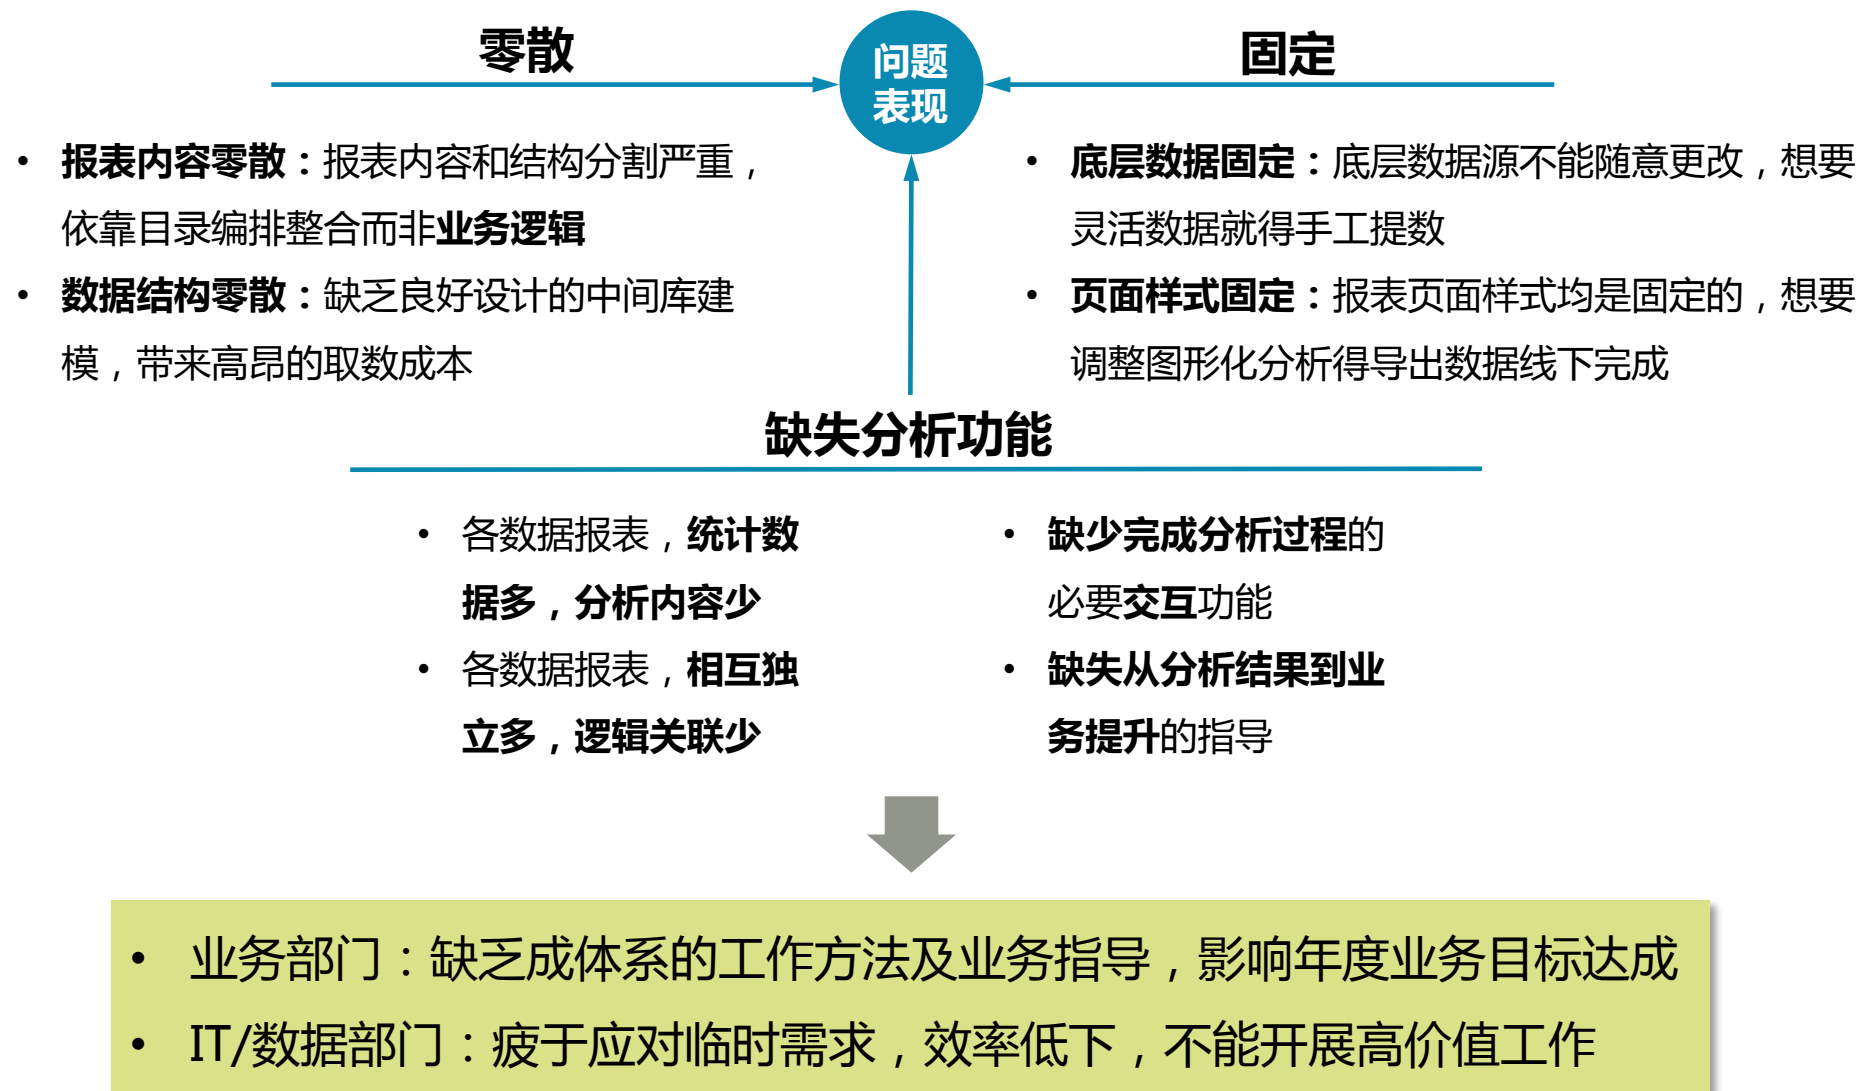 零散
问题
表现
固定
• 报表内容零散：报表内容和结构分割严重，
依靠目录编排整合而非业务逻辑
• 数据结构零散：缺乏良好设计的中间库建
模，带来高昂的取数成本
• 底层数据固定：底层数据源不能随意更改，想要
灵活数据就得手工提数
• 页面样式固定：报表页面样式均是固定的，想要
调整图形化分析得导出数据线下完成
缺失分析功能
• 各数据报表，统计数
据多，分析内容少
• 各数据报表，相互独
立多，逻辑关联少
• 缺少完成分析过程的
必要交互功能
• 缺失从分析结果到业
务提升的指导
• 业务部门：缺乏成体系的工作方法及业务指导，影响年度业务目标达成
• IT/数据部门：疲于应对临时需求，效率低下，不能开展高价值工作